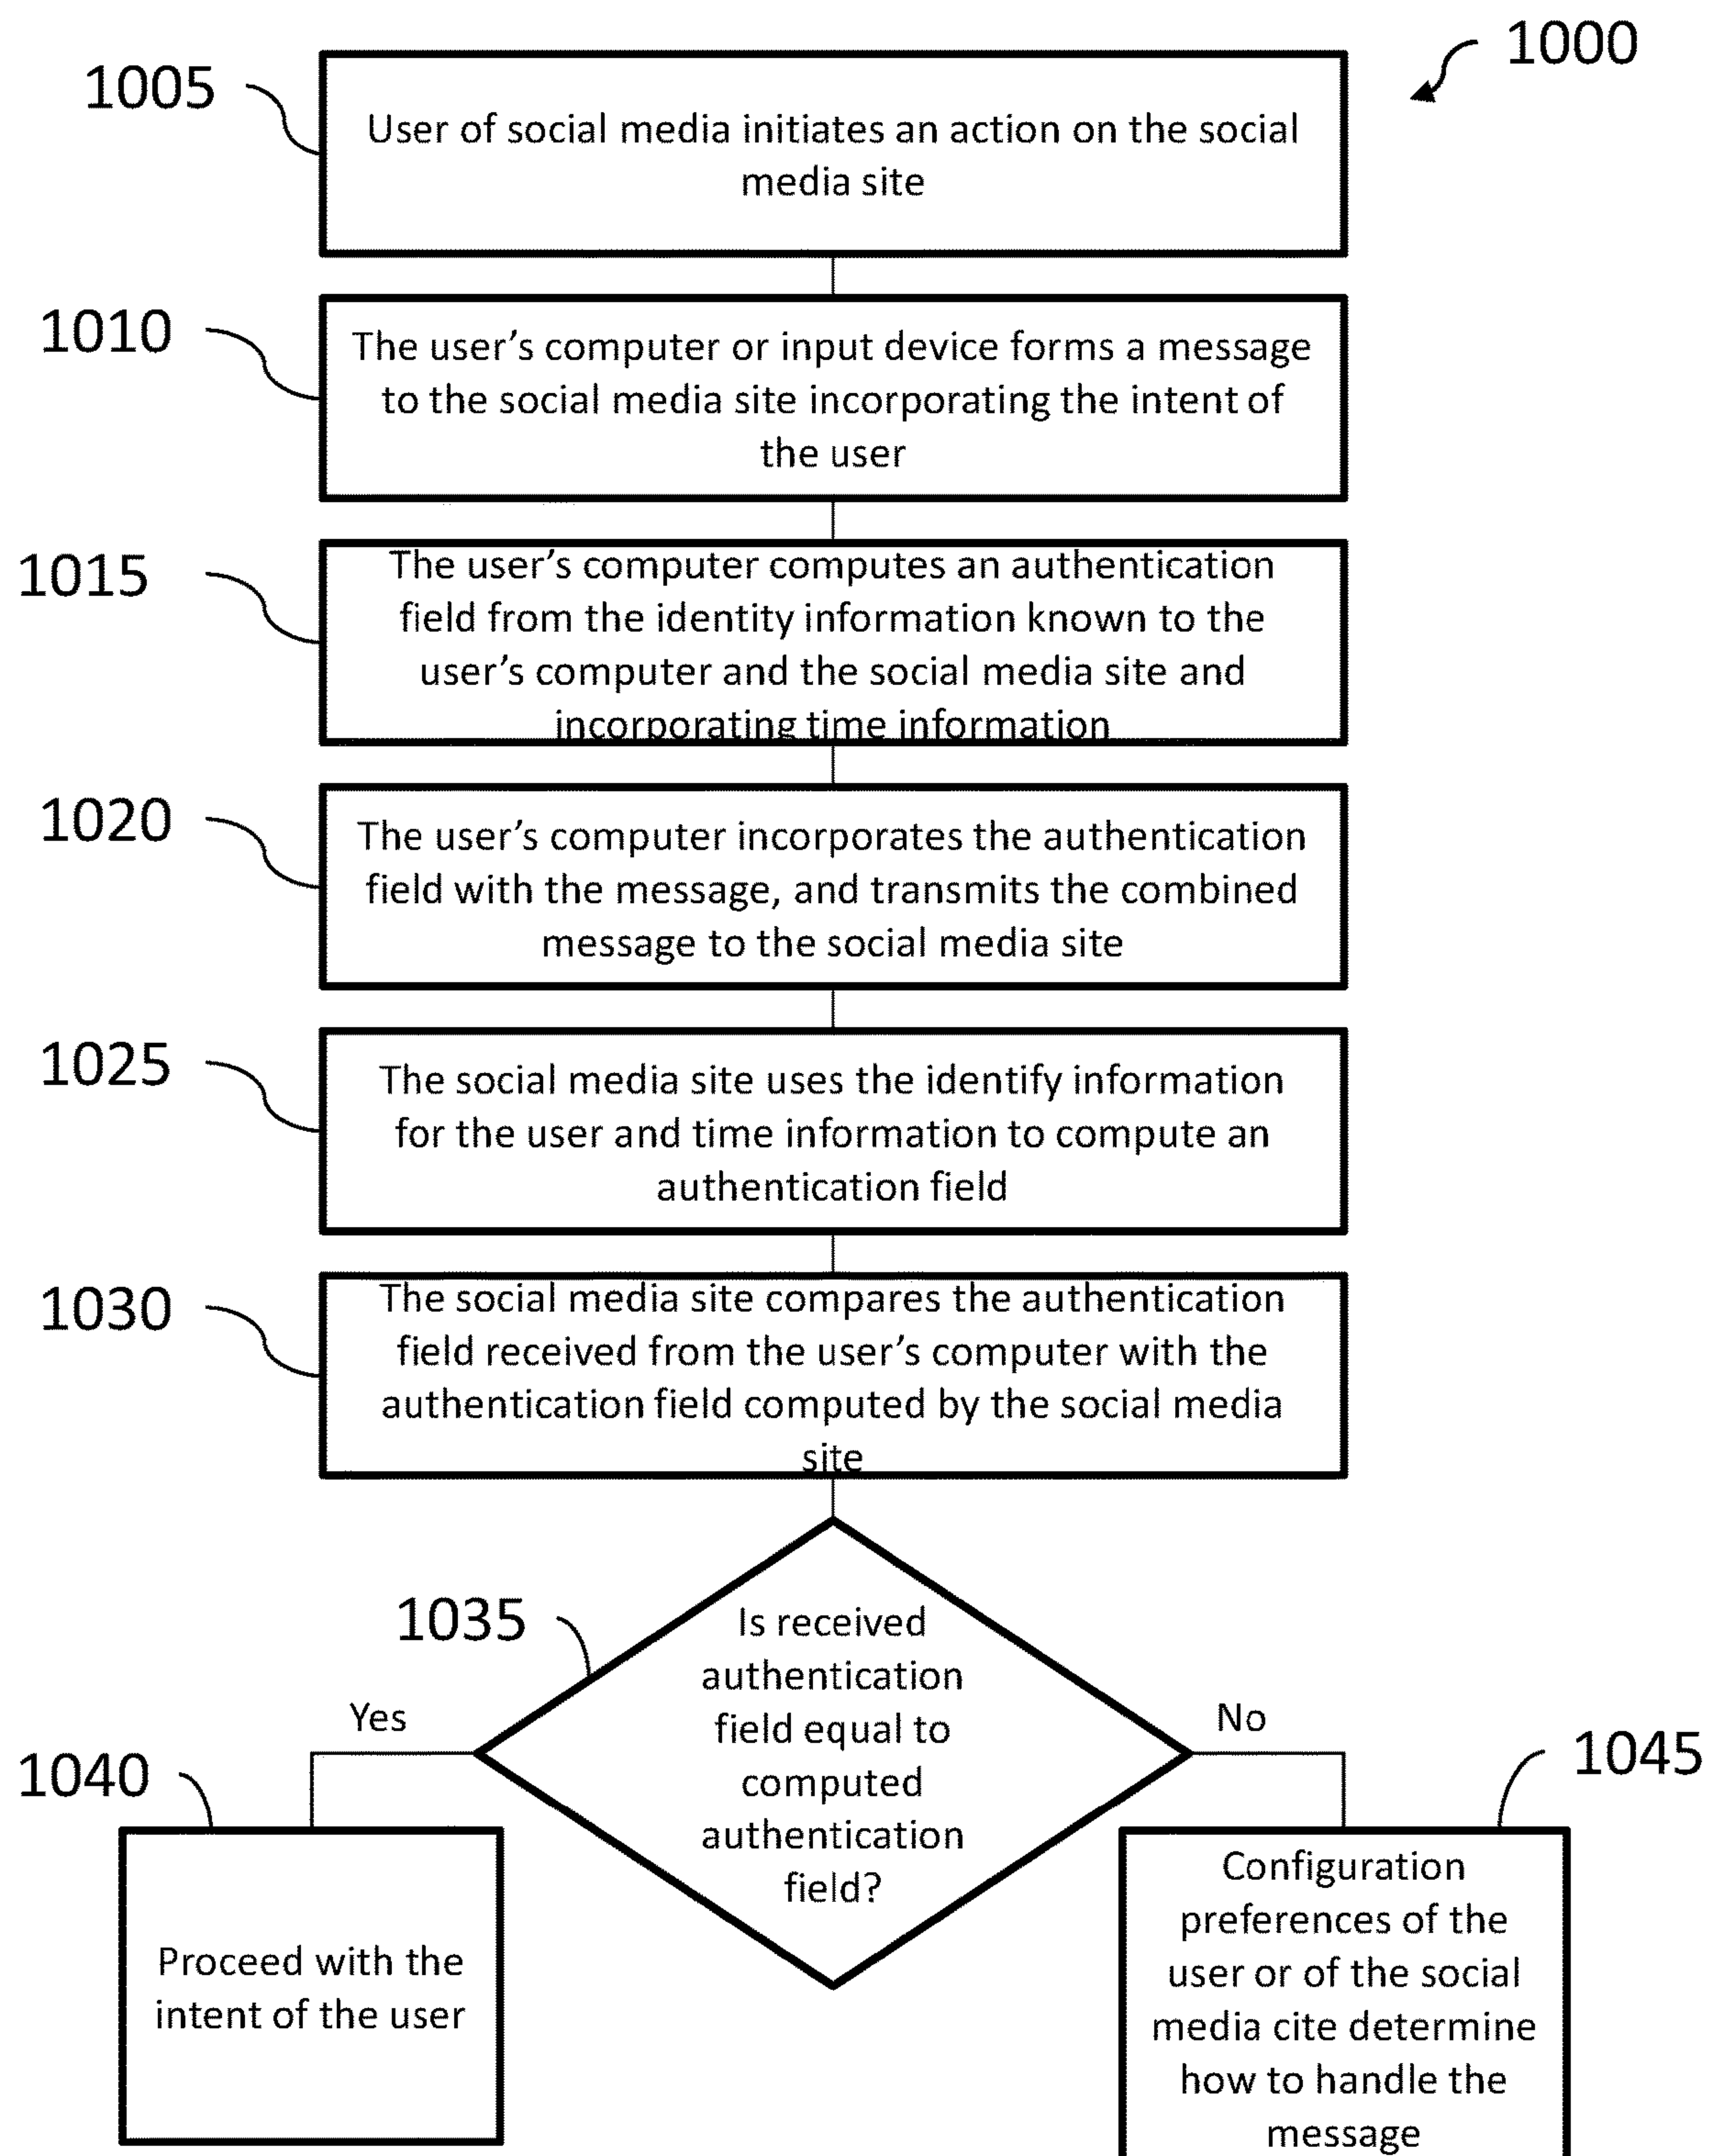 1000
1005
User of social media initiates an action on the social
media site
1010
The user's computer or input device forms a message
to the social media site incorporating the intent of
the user
1015
The user's computer computes an authentication
field from the identity information known to the
user's computer and the social media site and
incorporating time information
1020
The user's computer incorporates the authentication
field with the message, and transmits the combined
message to the social media site
1025
The social media site uses the identify information
for the user and time information to compute an
authentication field
1030
The social media site compares the authentication
field received from the user's computer with the
authentication field computed by the social media
site
1035
Is received
authentication
field equal to
computed
authentication
field?
Yes
No
1040
Proceed with the
intent of the user
1045
Configuration
preferences of the
user or of the social
media cite determine
how to handle the
message